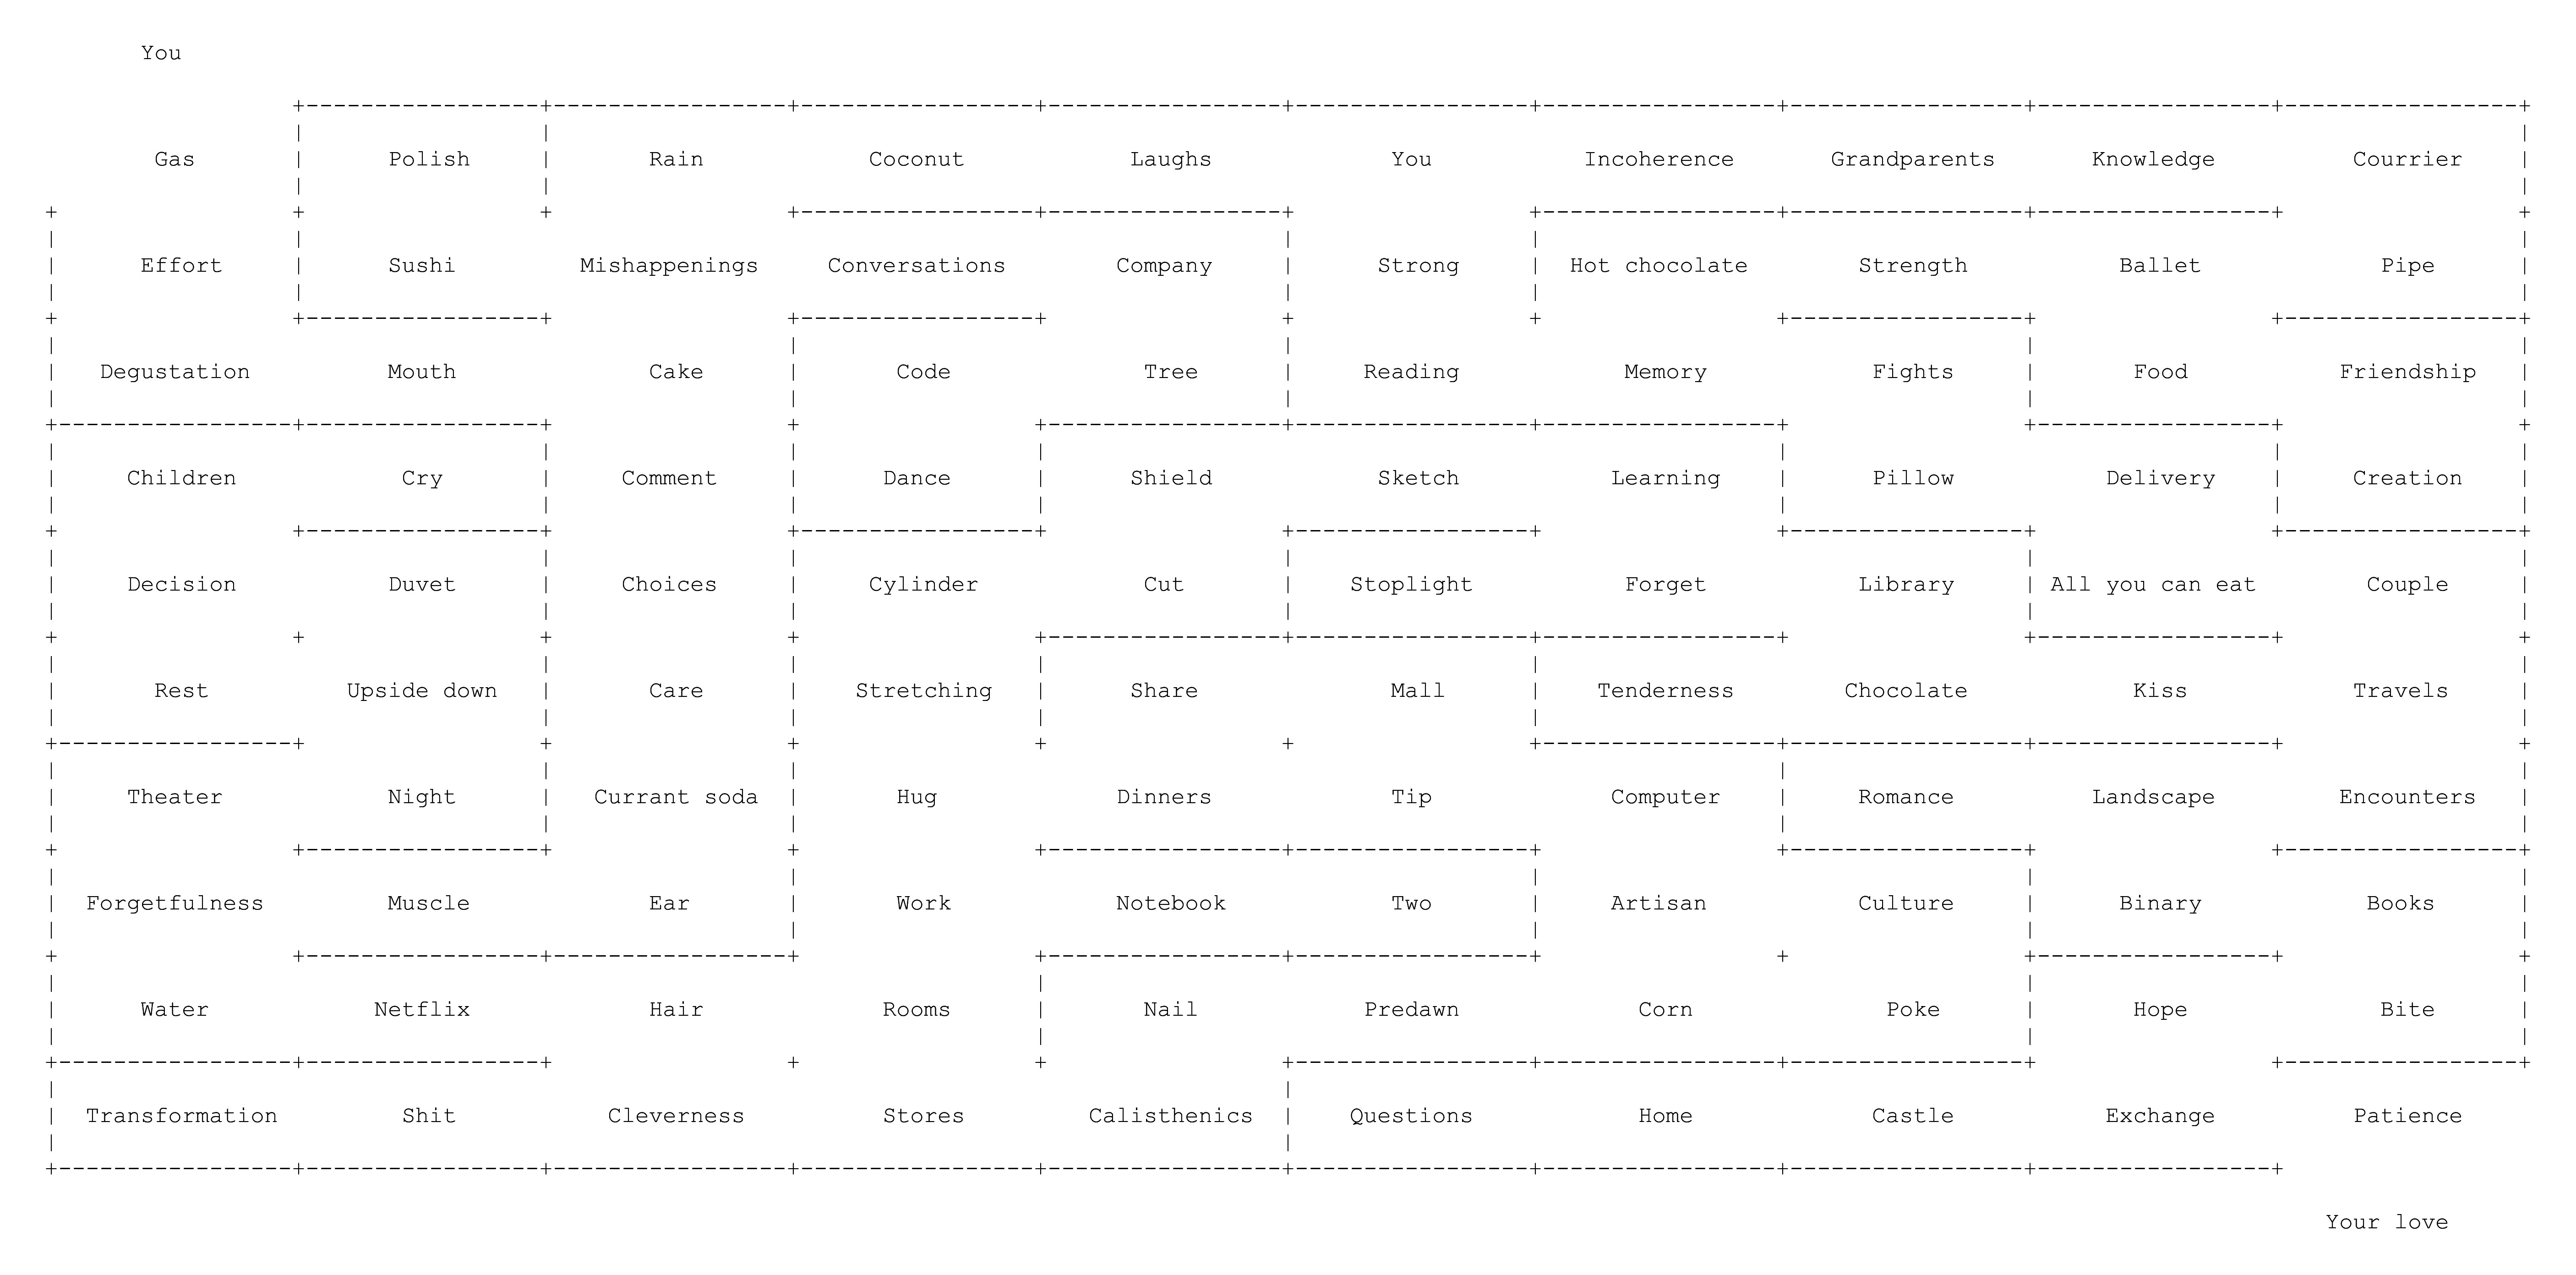 You
Gas Polish Rain Coconut Laughs You Incoherence Grandparents Knowledge Courrier
Effort Sushi Mishappenings Conversations Company Strong Hot chocolate Strength Ballet Pipe
Degustation Mouth Cake Code Tree Reading Memory Fights Food Friendship
Children Cry Comment Dance Shield Sketch Learning Pillow Delivery Creation
Decision Duvet Choices Cylinder Cut Stoplight Forget Library All you can eat Couple
Rest Upside down Care Stretching Share Mall Tenderness Chocolate Kiss Travels
Theater Night Currant soda Hug Dinners Tip Computer Romance Landscape Encounters
Forgetfulness Muscle Ear Work Notebook Two Artisan Culture Binary Books
Water Netflix Hair Rooms Nail Predawn Corn Poke Hope Bite
Transformation Shit Cleverness Stores Calisthenics Questions Home Castle Exchange Patience
Your love